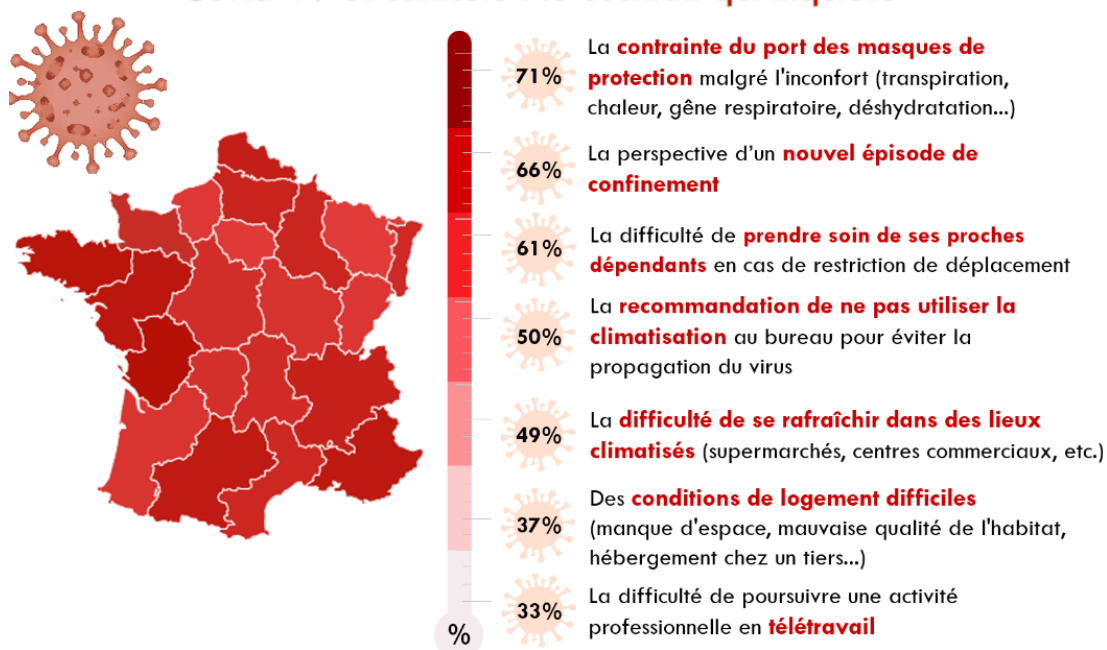 71%
La contrainte du port des masques de
protection malgré l'inconfort (transpiration,
chaleur, gêne respiratoire, déshydratation...)
66%
La perspective d'un nouvel épisode de
confinement
61%
La difficulté de prendre soin de ses proches
dépendants en cas de restriction de déplacement
50%
La recommandation de ne pas utiliser la
climatisation au bureau pour éviter la
propagation du virus
49%
La difficulté de se rafraîchir dans des lieux
climatisés (supermarchés, centres commerciaux, etc.)
37%
Des conditions de logement difficiles
(manque d'espace, mauvaise qualité de l'habitat,
hébergement chez un tiers...)
33%
La difficulté de poursuivre une activité
professionnelle en télétravail
%